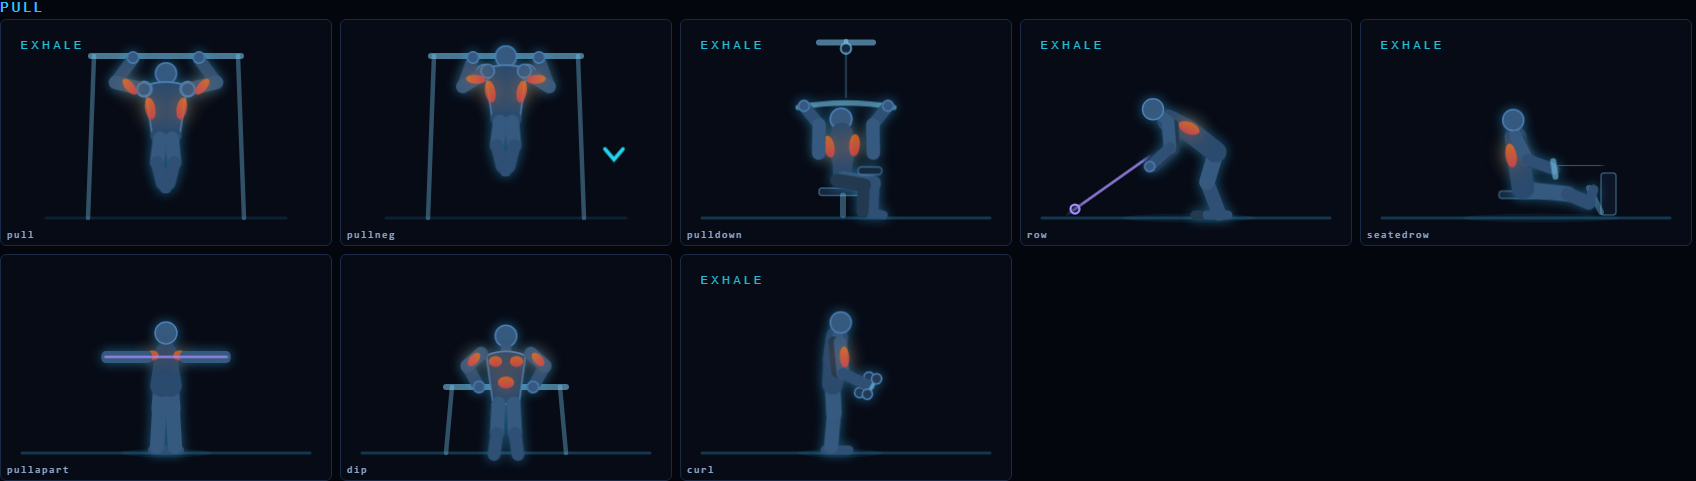 PULL
EXHALE
pull
pullneg
EXHALE
pulldown
EXHALE
row
EXHALE
seatedrow
pullapart
dip
EXHALE
curl